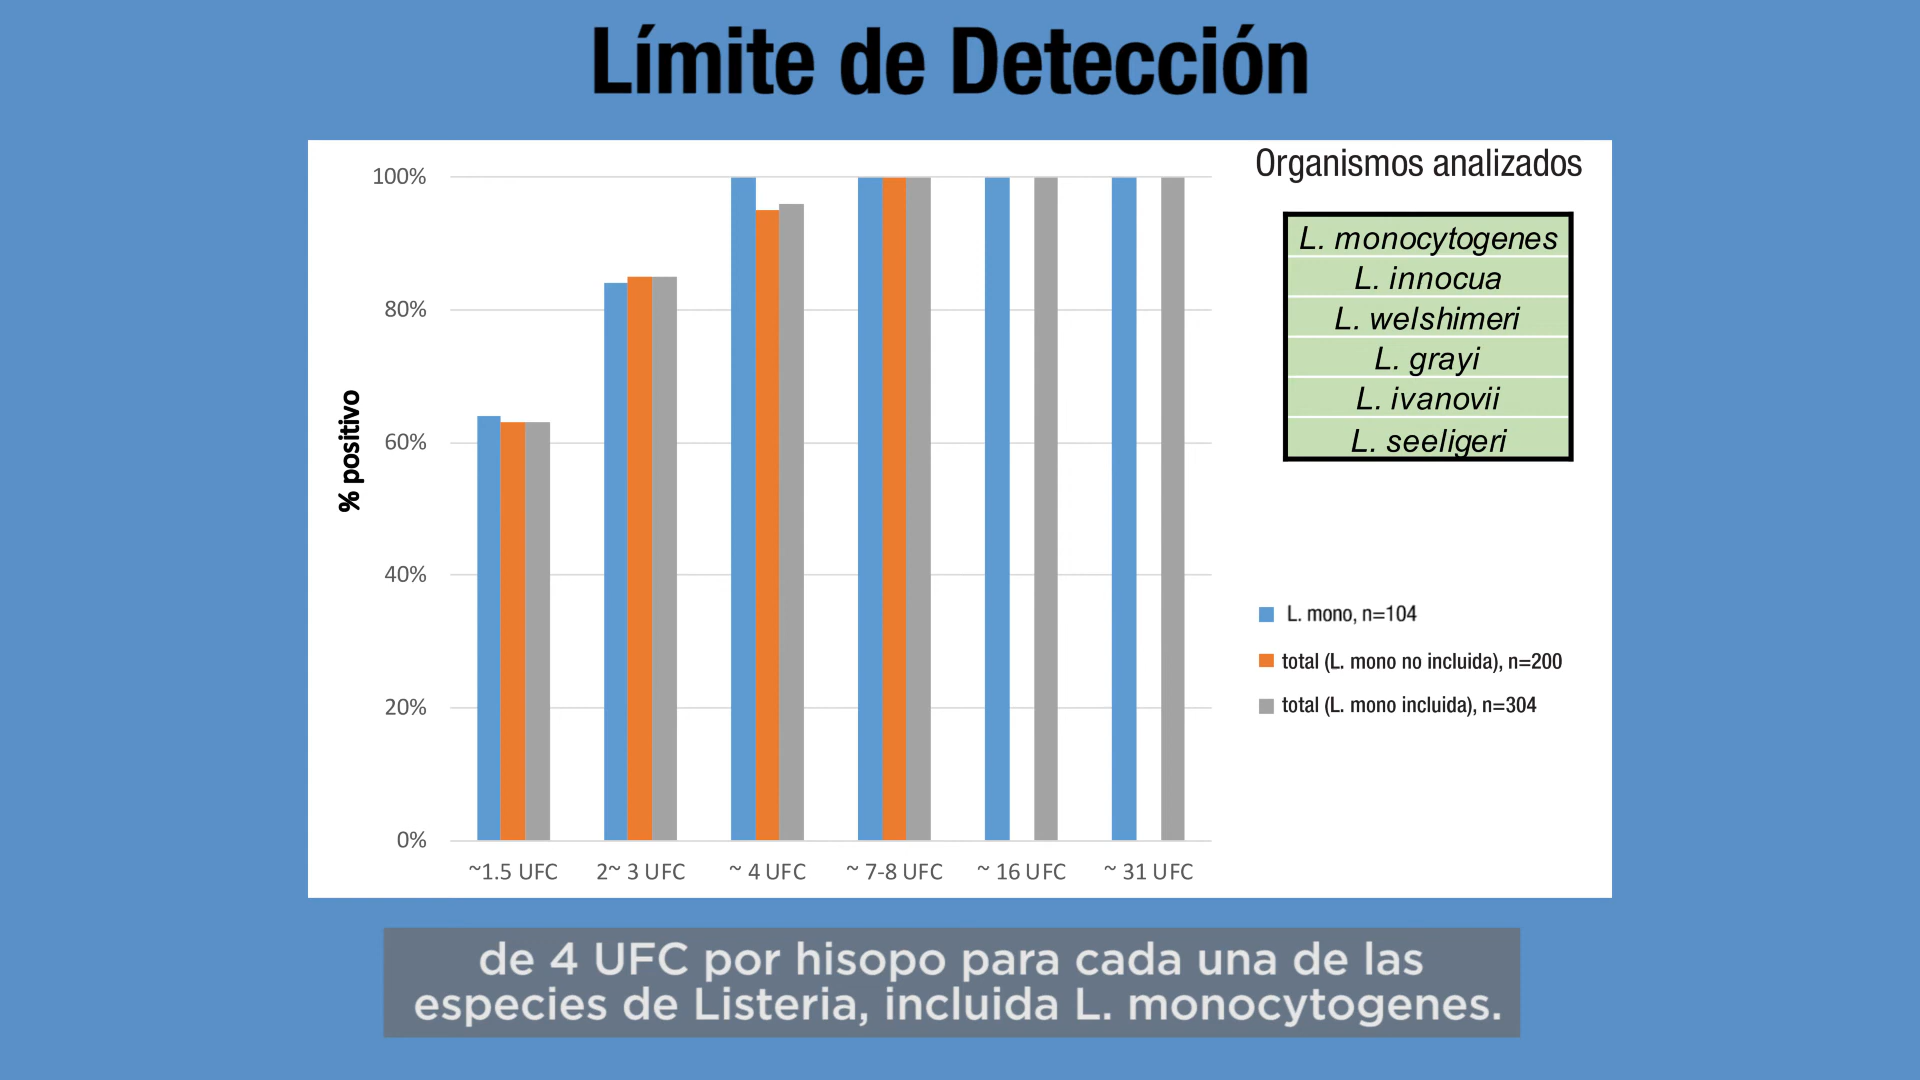 Límite de Detección
Organismos analizados
L. monocytogenes
L. innocua
L. welshimeri
L. grayi
L. ivanovii
L. seeligeri
100%
80%
60%
40%
20%
0%
% positivo
~1.5 UFC
2~ 3 UFC
~ 4 UFC
~ 7-8 UFC
~ 16 UFC
~ 31 UFC
L. mono, n=104
total (L. mono no incluida), n=200
total (L. mono incluida), n=304
de 4 UFC por hisopo para cada una de las
especies de Listeria, incluida L. monocytogenes.